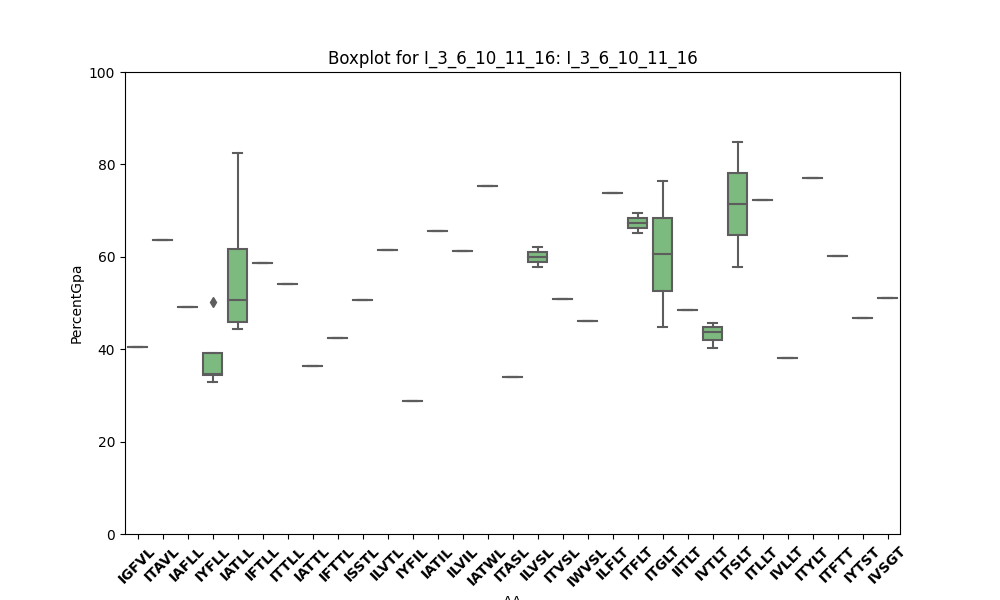 Boxplot for I_3_6_10_11_16: I_3_6_10_11_16
100
80
60
40
20
0
PercentGpa
IGFVL
ITAVL
IAFLL
IYFLL
IATLL
IFTLL
ITTLL
IATTL
IFTTL
ISSTL
ILVTL
IYFIL
IATIL
ILVIL
IATWL
ITASL
ILVSL
ITVSL
IWVSL
ILFLT
ITFLT
ITGLT
IITLT
IVTLT
ITSLT
ITLLT
IVLLT
ITYLT
ITFTT
IYTST
IVSGT
AA